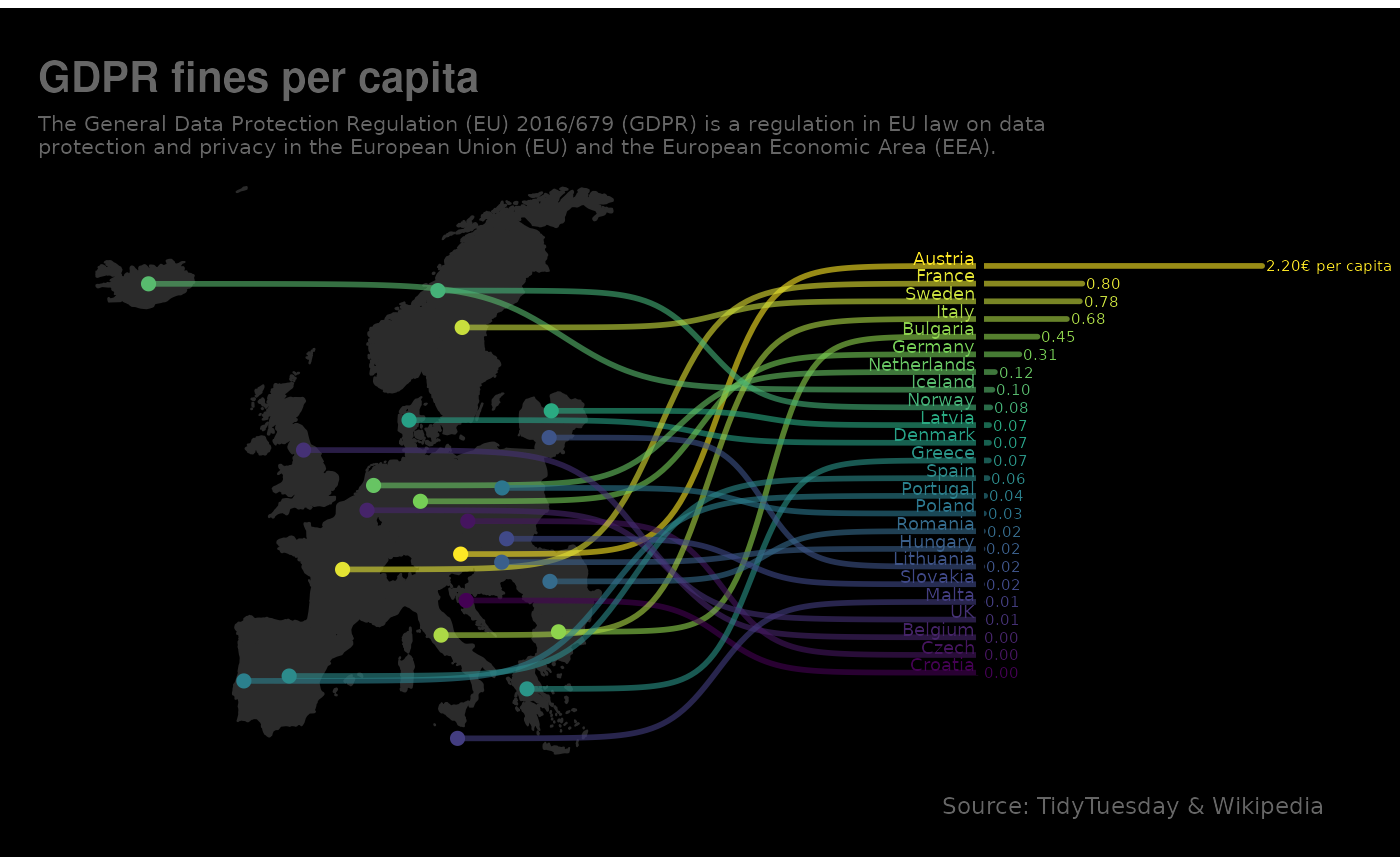 GDPR fines per capita
The General Data Protection Regulation (EU) 2016/679 (GDPR) is a regulation in EU law on data
protection and privacy in the European Union (EU) and the European Economic Area (EEA).
Austria 2.20€ per capita
France 0.80
Sweden 0.78
Italy 0.68
Bulgaria 0.45
Germany 0.31
Netherlands 0.12
Iceland 0.10
Norway 0.08
Latvia 0.07
Denmark 0.07
Greece 0.07
Spain 0.06
Portugal 0.04
Poland 0.03
Romania 0.02
Hungary 0.02
Lithuania 0.02
Slovakia 0.02
Malta 0.01
UK 0.01
Belgium 0.00
Czech 0.00
Croatia 0.00
Source: TidyTuesday & Wikipedia